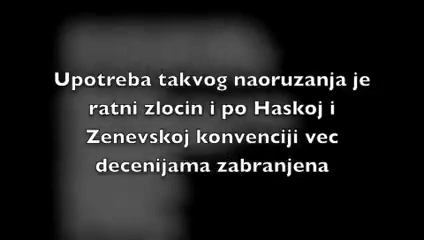 Upotreba takvog naoruzanja je
ratni zlocin i po Haskoj i
Zenevskoj konvenciji vec
decenijama zabranjena